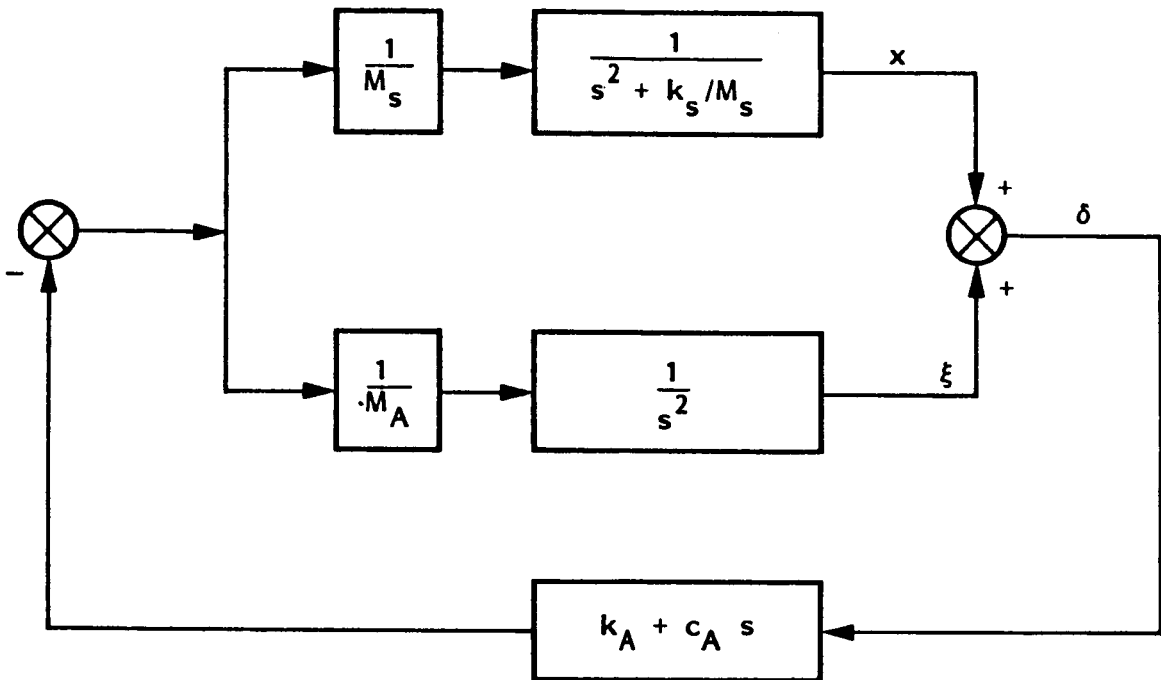 1
M_s
1
s^2 + k_s/M_s
x
+
δ
−
+
1
M_A
1
s^2
ξ
k_A + c_A s